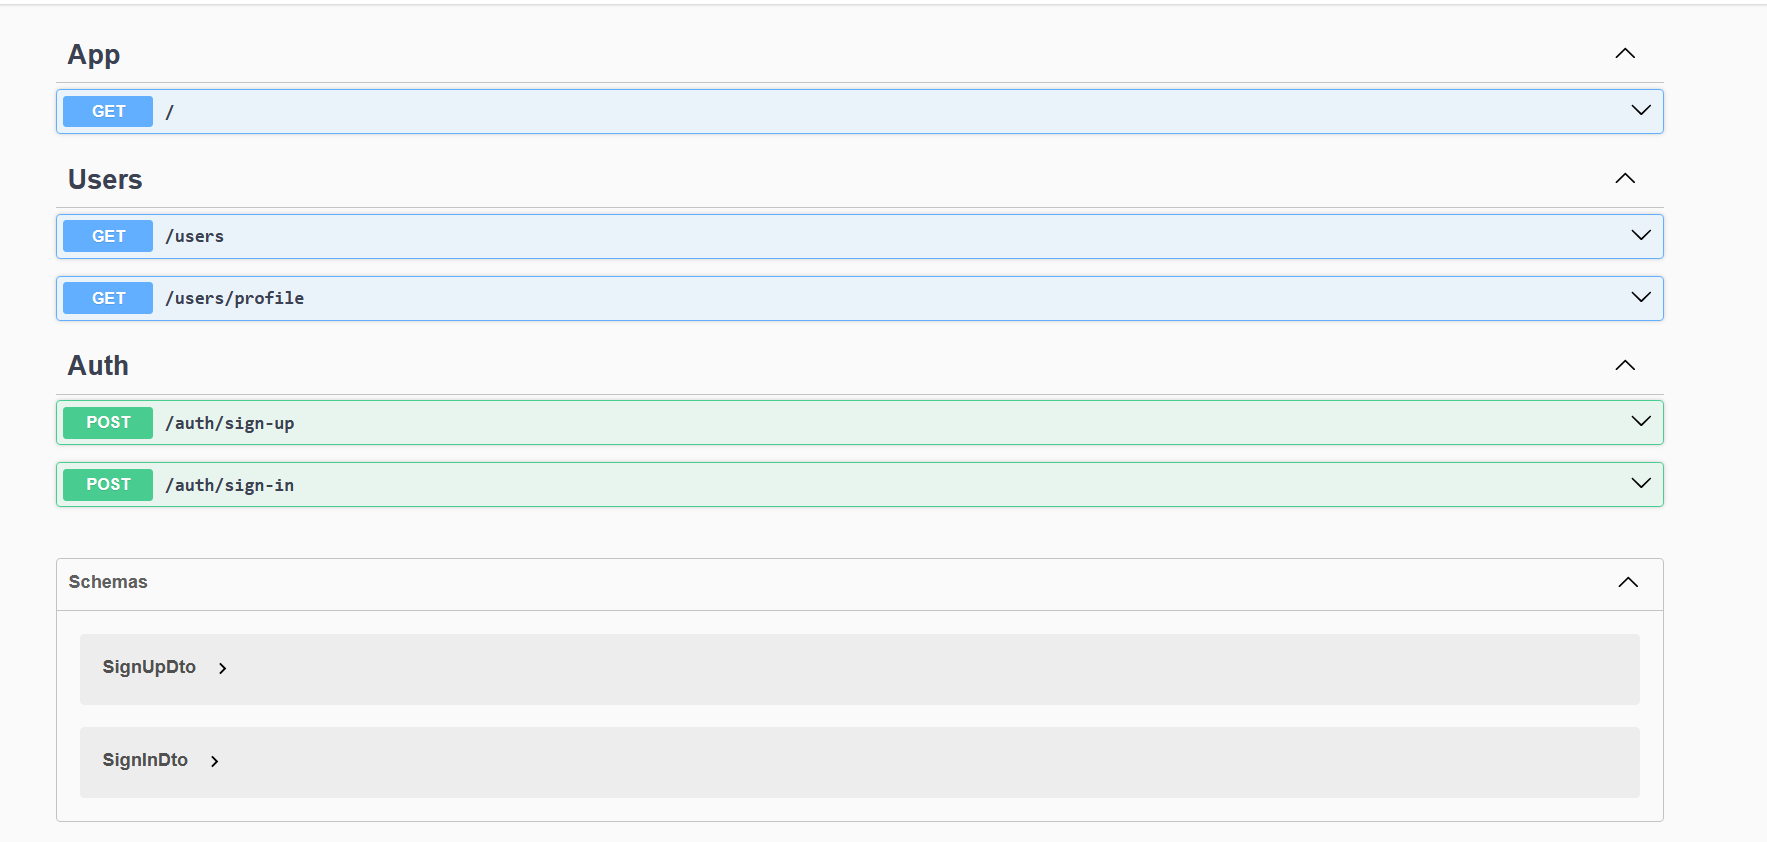 App
GET /
Users
GET /users
GET /users/profile
Auth
POST /auth/sign-up
POST /auth/sign-in
Schemas
SignUpDto
SignInDto